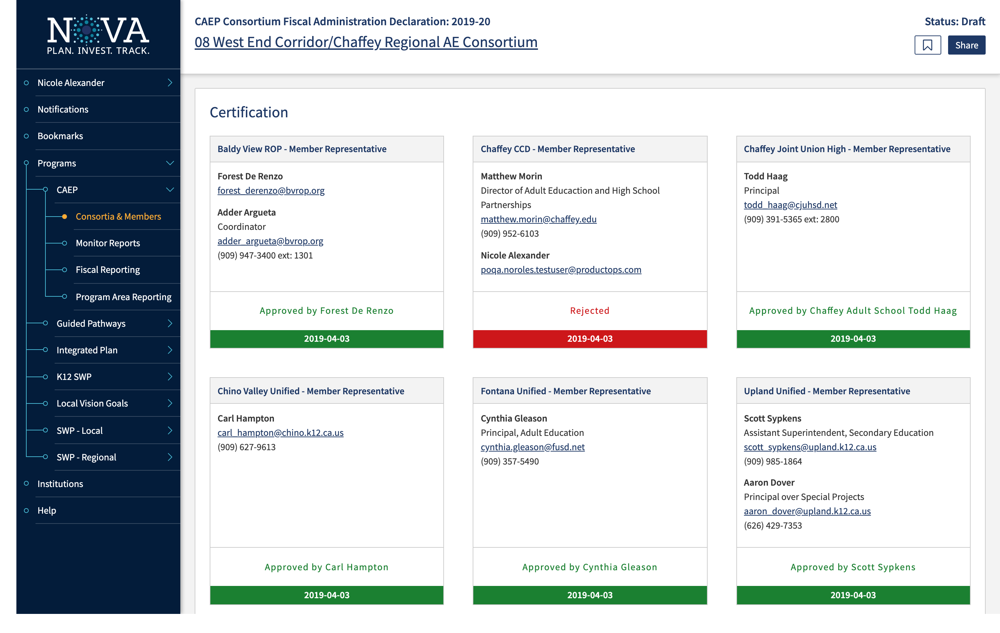 NOVA
PLAN. INVEST. TRACK.
Nicole Alexander
Notifications
Bookmarks
Programs
CAEP
Consortia & Members
Monitor Reports
Fiscal Reporting
Program Area Reporting
Guided Pathways
Integrated Plan
K12 SWP
Local Vision Goals
SWP - Local
SWP - Regional
Institutions
Help
CAEP Consortium Fiscal Administration Declaration: 2019-20
08 West End Corridor/Chaffey Regional AE Consortium
Status: Draft
Share
Certification
Baldy View ROP - Member Representative
Forest De Renzo
forest_derenzo@bvrop.org
Adder Argueta
Coordinator
adder_argueta@bvrop.org
(909) 947-3400 ext: 1301
Approved by Forest De Renzo
2019-04-03
Chaffey CCD - Member Representative
Matthew Morin
Director of Adult Educaction and High School
Partnerships
matthew.morin@chaffey.edu
(909) 952-6103
Nicole Alexander
poqa.noroles.testuser@productops.com
Rejected
2019-04-03
Chaffey Joint Union High - Member Representative
Todd Haag
Principal
todd_haag@cjuhsd.net
(909) 391-5365 ext: 2800
Approved by Chaffey Adult School Todd Haag
2019-04-03
Chino Valley Unified - Member Representative
Carl Hampton
carl_hampton@chino.k12.ca.us
(909) 627-9613
Approved by Carl Hampton
2019-04-03
Fontana Unified - Member Representative
Cynthia Gleason
Principal, Adult Education
cynthia.gleason@fusd.net
(909) 357-5490
Approved by Cynthia Gleason
2019-04-03
Upland Unified - Member Representative
Scott Sypkens
Assistant Superintendent, Secondary Education
scott_sypkens@upland.k12.ca.us
(909) 985-1864
Aaron Dover
Principal over Special Projects
aaron_dover@upland.k12.ca.us
(626) 429-7353
Approved by Scott Sypkens
2019-04-03